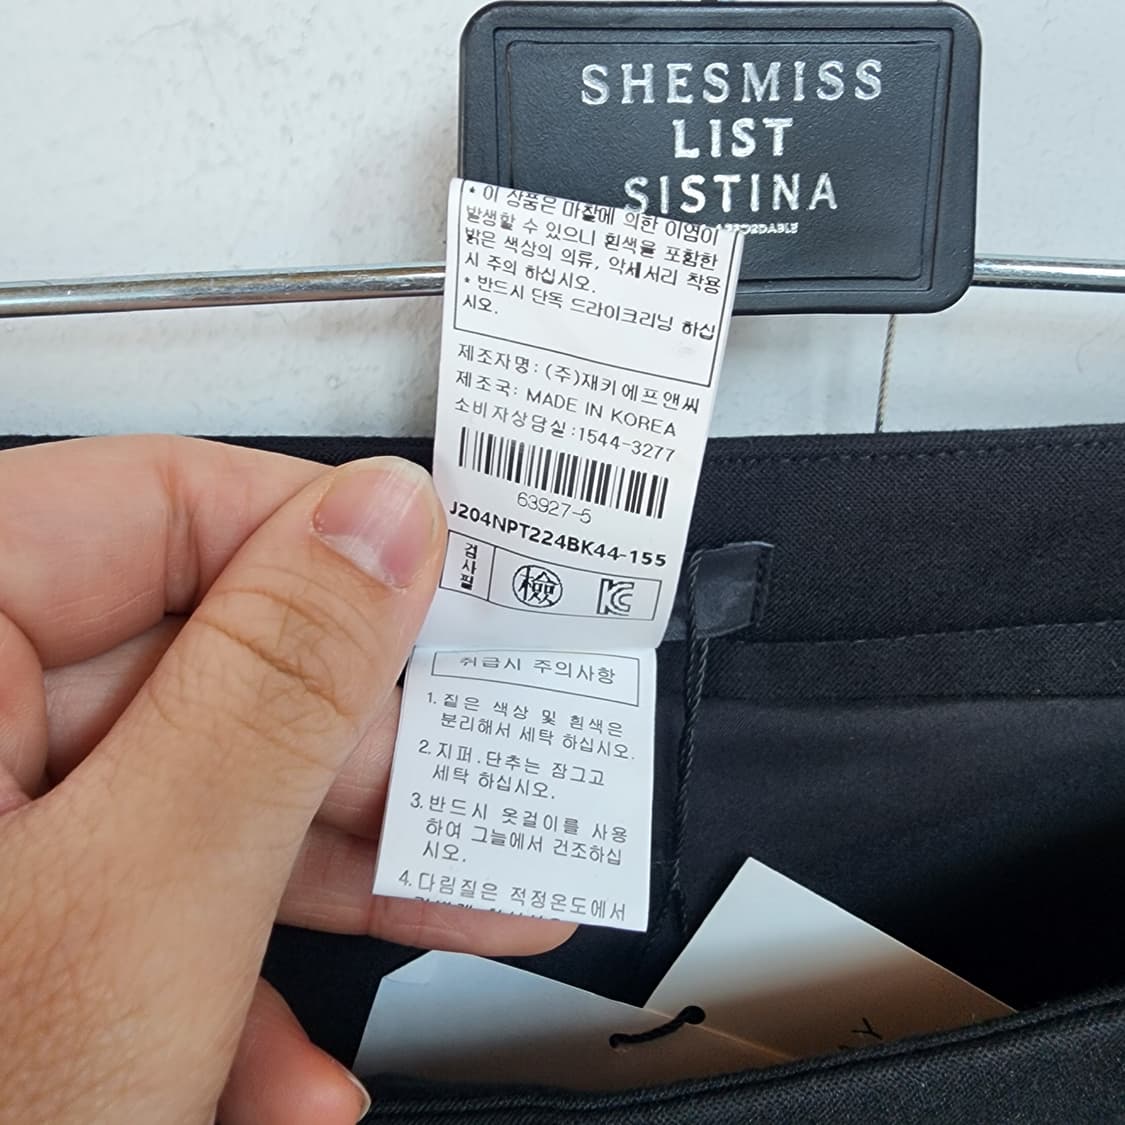 SHESMISS
LIST
SISTINA
* 이 상품은 마찰에 의한 이염이
발생할 수 있으니 흰색을 포함한
밝은 색상의 의류, 악세서리 착용
시 주의 하십시오.
* 반드시 단독 드라이크리닝 하십
시오.
제조자명: (주)재키에프앤씨
제조국: MADE IN KOREA
소비자상담실:1544-3277
63927-5
J204NPT224BK44-155
검사필
檢
KC
취급시 주의사항
1. 짙은 색상 및 흰색은
분리해서 세탁 하십시오.
2. 지퍼.단추는 잠그고
세탁 하십시오.
3. 반드시 옷걸이를 사용
하여 그늘에서 건조하십
시오.
4. 다림질은 적정온도에서